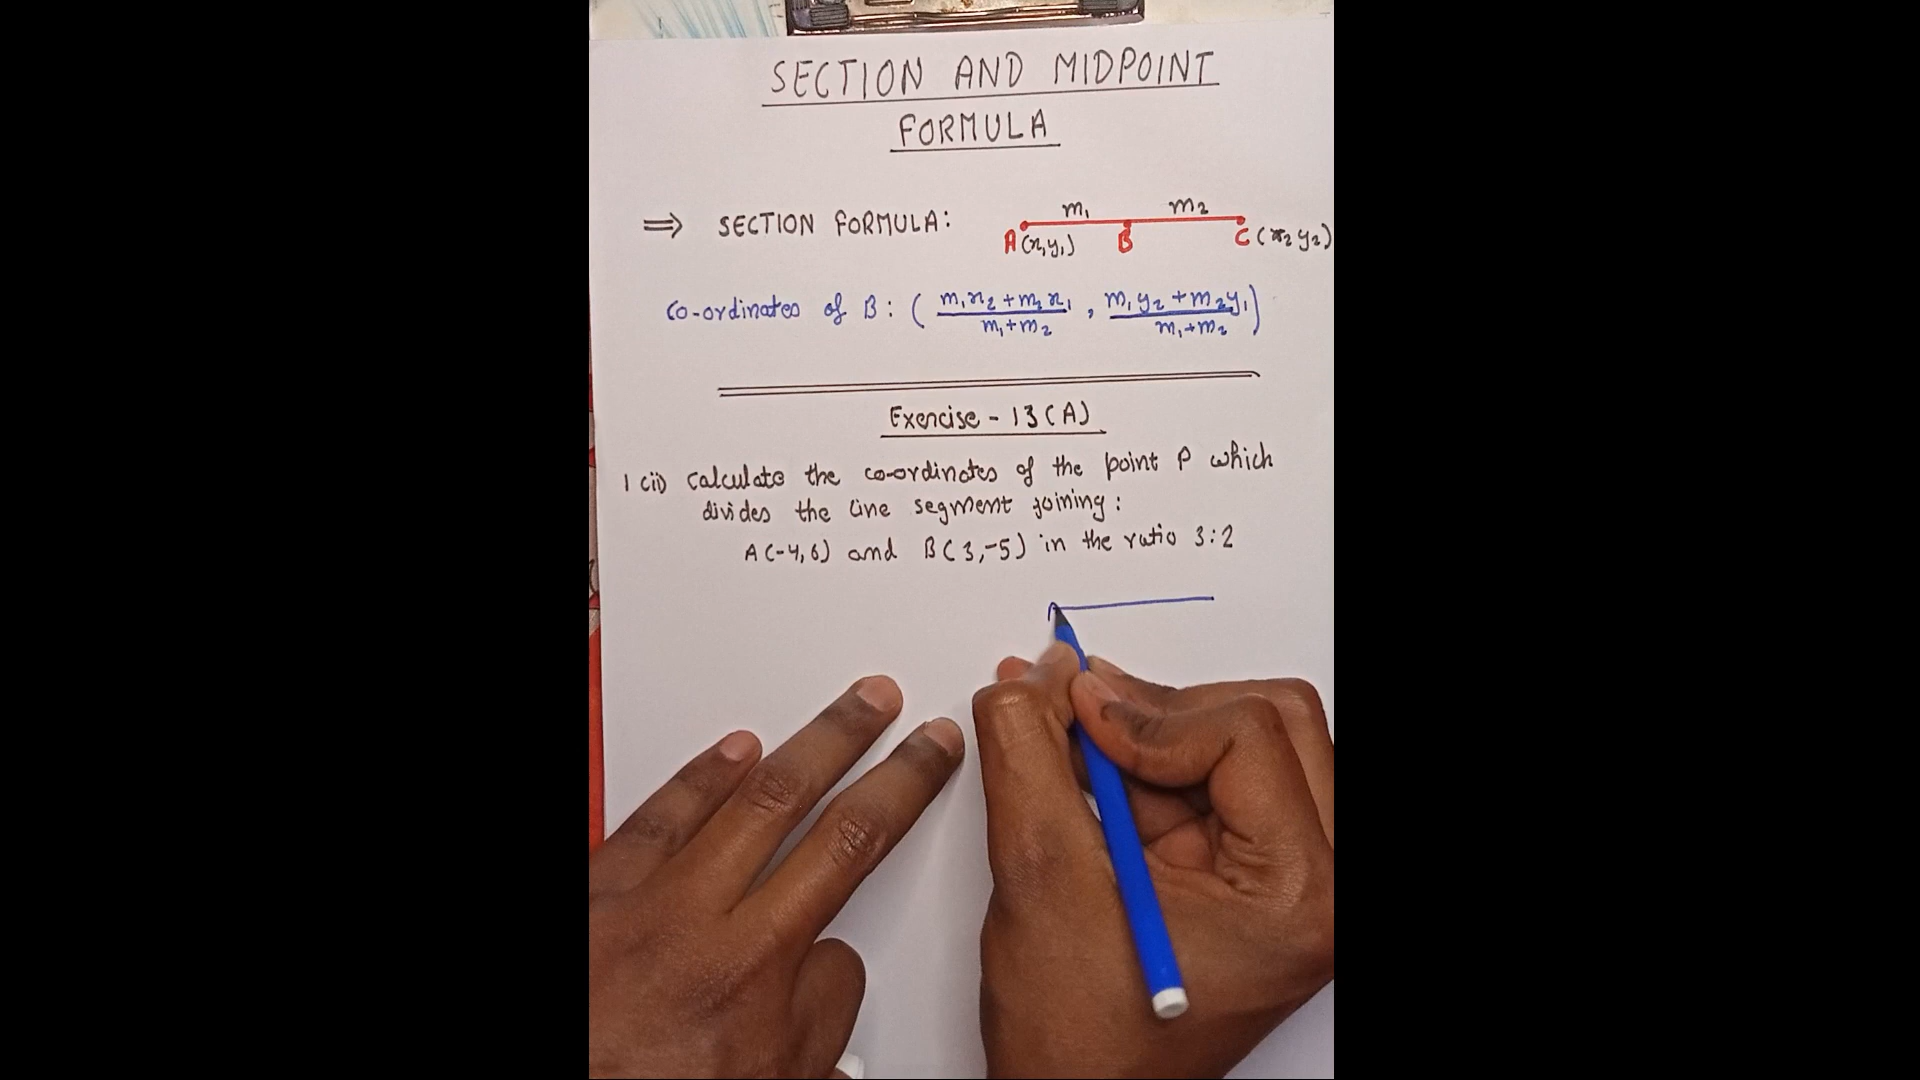 SECTION AND MIDPOINT
FORMULA
⇒ SECTION FORMULA:
m₁ m₂
A(x₁y₁) B C(x₂ y₂)
Co-ordinates of B: ( m₁x₂+m₂x₁ / m₁+m₂ , m₁y₂+m₂y₁ / m₁+m₂ )
Exercise - 13(A)
1 (ii) Calculate the co-ordinates of the point P which
divides the line segment joining:
A(-4,6) and B(3,-5) in the ratio 3:2